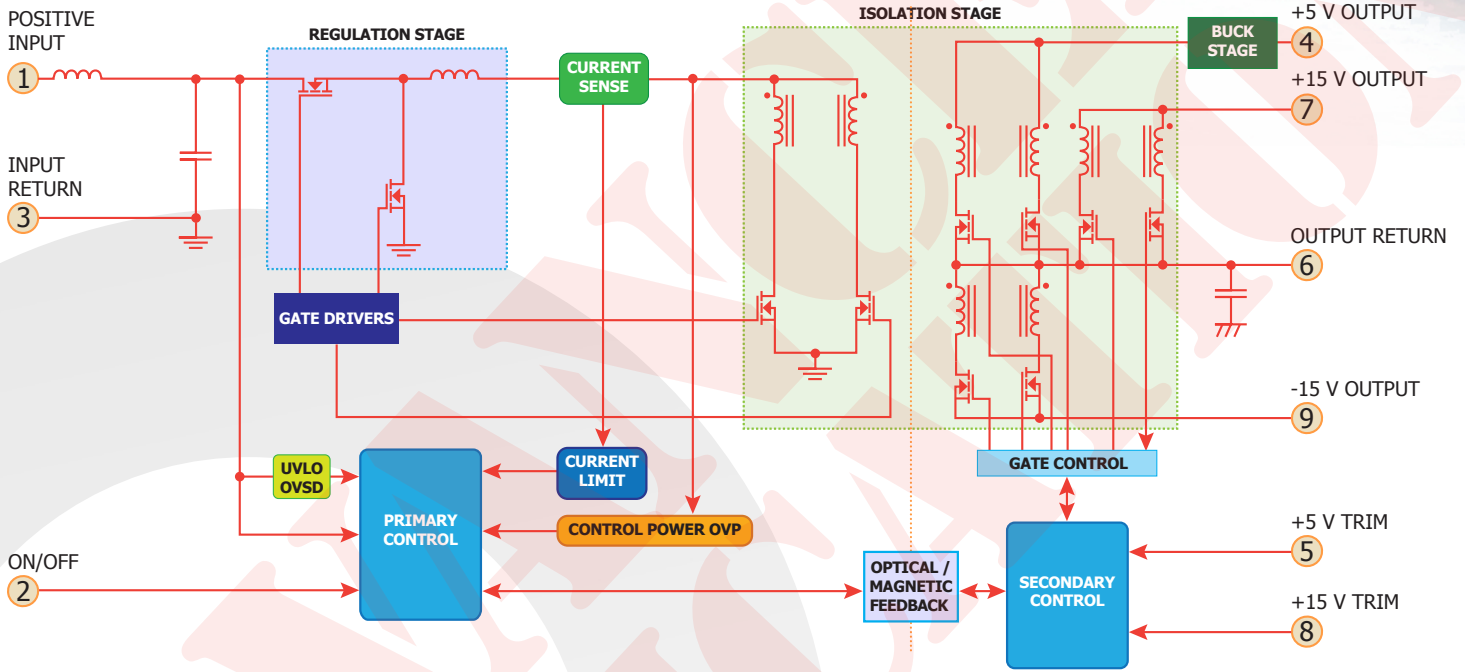 POSITIVE
INPUT
1
REGULATION STAGE
CURRENT
SENSE
ISOLATION STAGE
BUCK
STAGE
+5 V OUTPUT
4
+15 V OUTPUT
7
INPUT
RETURN
3
OUTPUT RETURN
6
GATE DRIVERS
-15 V OUTPUT
9
UVLO
OVSD
PRIMARY
CONTROL
CURRENT
LIMIT
CONTROL POWER OVP
GATE CONTROL
ON/OFF
2
OPTICAL /
MAGNETIC
FEEDBACK
SECONDARY
CONTROL
+5 V TRIM
5
+15 V TRIM
8